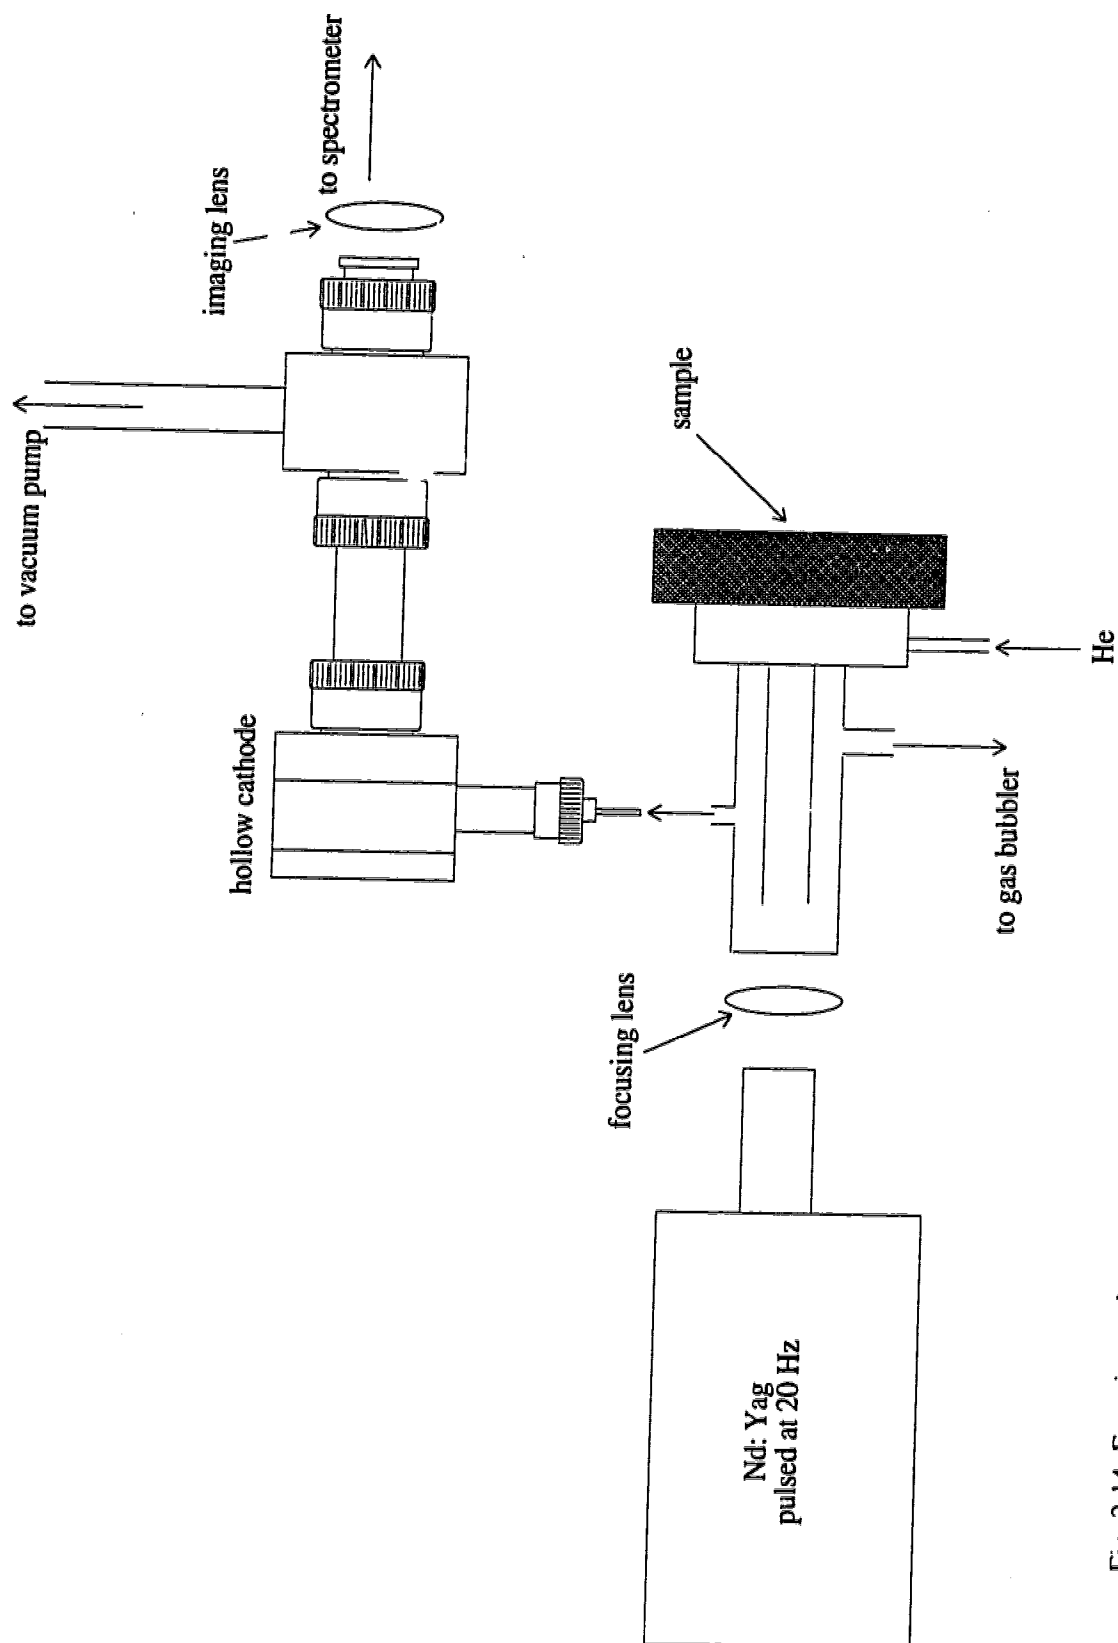 to vacuum pump
imaging lens
to spectrometer
hollow cathode
sample
focusing lens
He
to gas bubbler
Nd: Yag
pulsed at 20 Hz